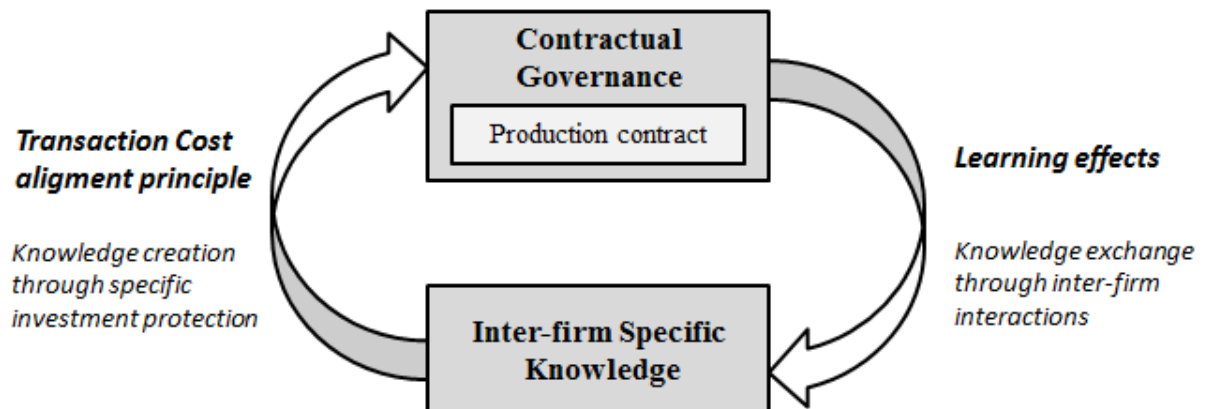 Contractual
Governance
Production contract
Transaction Cost
aligment principle
Knowledge creation
through specific
investment protection
Learning effects
Knowledge exchange
through inter-firm
interactions
Inter-firm Specific
Knowledge